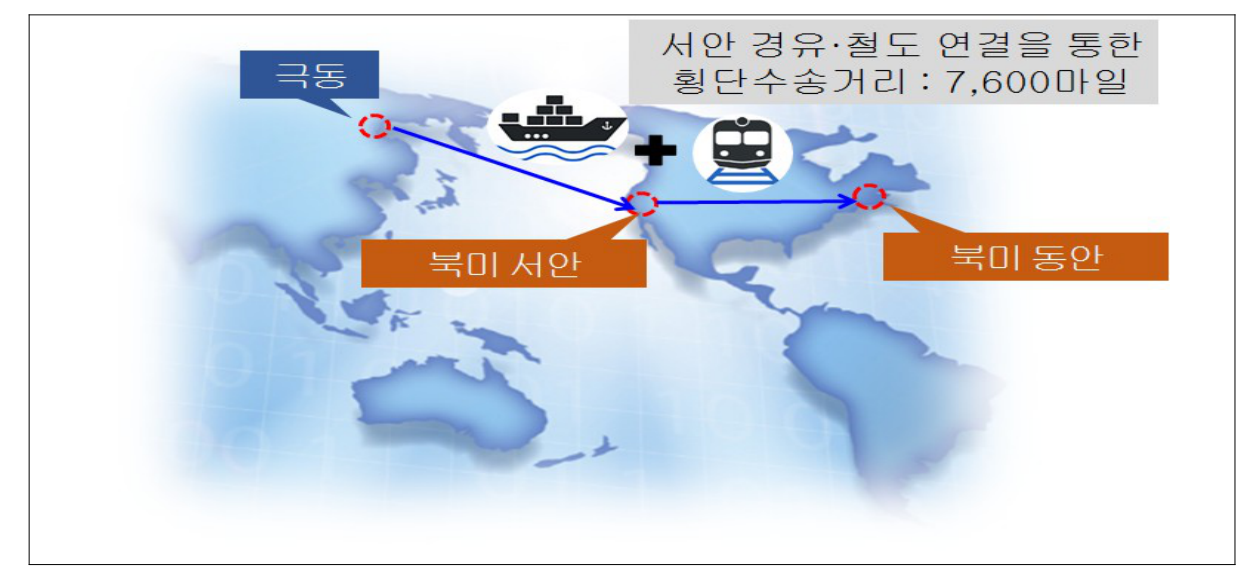 서안 경유·철도 연결을 통한
횡단수송거리 : 7,600마일
극동
북미 서안
북미 동안